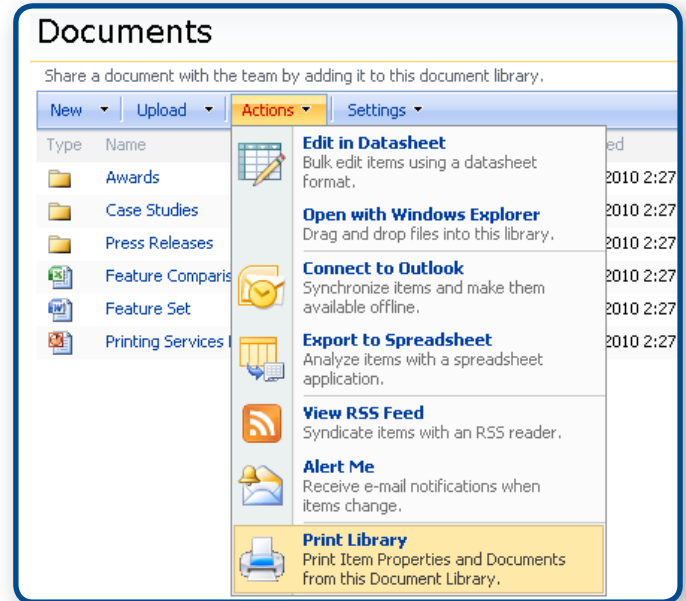 Documents
Share a document with the team by adding it to this document library.
New Upload Actions Settings
Type Name ed
Awards 2010 2:27
Case Studies 2010 2:27
Press Releases 2010 2:27
Feature Comparis 2010 2:27
Feature Set 2010 2:27
Printing Services 2010 2:27
Edit in Datasheet
Bulk edit items using a datasheet
format.
Open with Windows Explorer
Drag and drop files into this library.
Connect to Outlook
Synchronize items and make them
available offline.
Export to Spreadsheet
Analyze items with a spreadsheet
application.
View RSS Feed
Syndicate items with an RSS reader.
Alert Me
Receive e-mail notifications when
items change.
Print Library
Print Item Properties and Documents
from this Document Library.